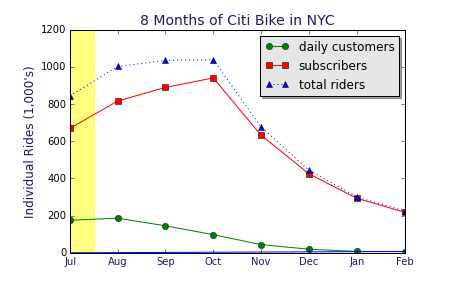 8 Months of Citi Bike in NYC
1200
1000
800
600
400
200
0
Individual Rides (1,000's)
daily customers
subscribers
total riders
Jul Aug Sep Oct Nov Dec Jan Feb